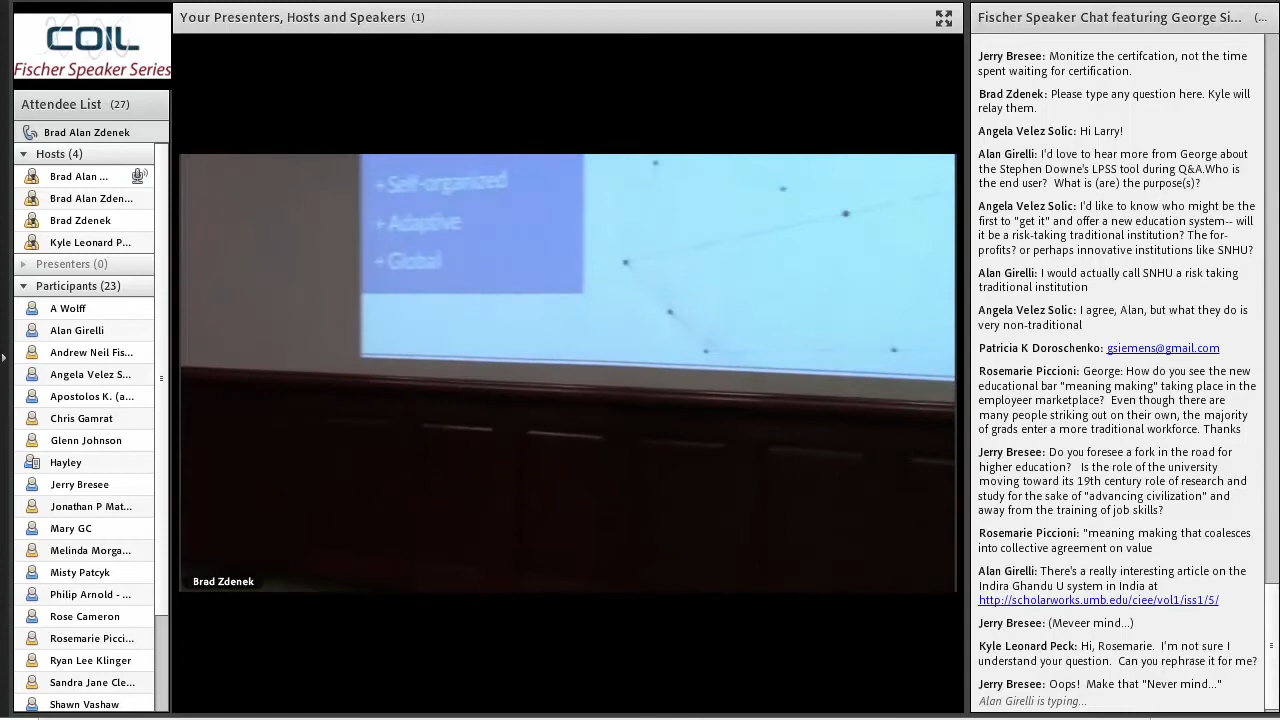 COIL
Fischer Speaker Series
Attendee List (27)
Brad Alan Zdenek
Hosts (4)
Brad Alan ...
Brad Alan Zden...
Brad Zdenek
Kyle Leonard P...
Presenters (0)
Participants (23)
A Wolff
Alan Girelli
Andrew Neil Fis...
Angela Velez S...
Apostolos K. (a...
Chris Gamrat
Glenn Johnson
Hayley
Jerry Bresee
Jonathan P Mat...
Mary GC
Melinda Morga...
Misty Patcyk
Philip Arnold - ...
Rose Cameron
Rosemarie Picci...
Ryan Lee Klinger
Sandra Jane Cle...
Shawn Vashaw
Your Presenters, Hosts and Speakers (1)
+ Self-organized
+ Adaptive
+ Global
Brad Zdenek
Fischer Speaker Chat featuring George Si... (...
Jerry Bresee: Monitize the certifcation, not the time
spent waiting for certification.
Brad Zdenek: Please type any question here. Kyle will
relay them.
Angela Velez Solic: Hi Larry!
Alan Girelli: I'd love to hear more from George about
the Stephen Downe's LPSS tool during Q&A.Who is
the end user? What is (are) the purpose(s)?
Angela Velez Solic: I'd like to know who might be the
first to "get it" and offer a new education system-- will
it be a risk-taking traditional institution? The for-
profits? or perhaps innovative institutions like SNHU?
Alan Girelli: I would actually call SNHU a risk taking
traditional institution
Angela Velez Solic: I agree, Alan, but what they do is
very non-traditional
Patricia K Doroschenko: gsiemens@gmail.com
Rosemarie Piccioni: George: How do you see the new
educational bar "meaning making" taking place in the
employeer marketplace? Even though there are
many people striking out on their own, the majority
of grads enter a more traditional workforce. Thanks
Jerry Bresee: Do you foresee a fork in the road for
higher education? Is the role of the university
moving toward its 19th century role of research and
study for the sake of "advancing civilization" and
away from the training of job skills?
Rosemarie Piccioni: "meaning making that coalesces
into collective agreement on value
Alan Girelli: There's a really interesting article on the
Indira Ghandu U system in India at
http://scholarworks.umb.edu/ciee/vol1/iss1/5/
Jerry Bresee: (Meveer mind...)
Kyle Leonard Peck: Hi, Rosemarie. I'm not sure I
understand your question. Can you rephrase it for me?
Jerry Bresee: Oops! Make that "Never mind..."
Alan Girelli is typing...